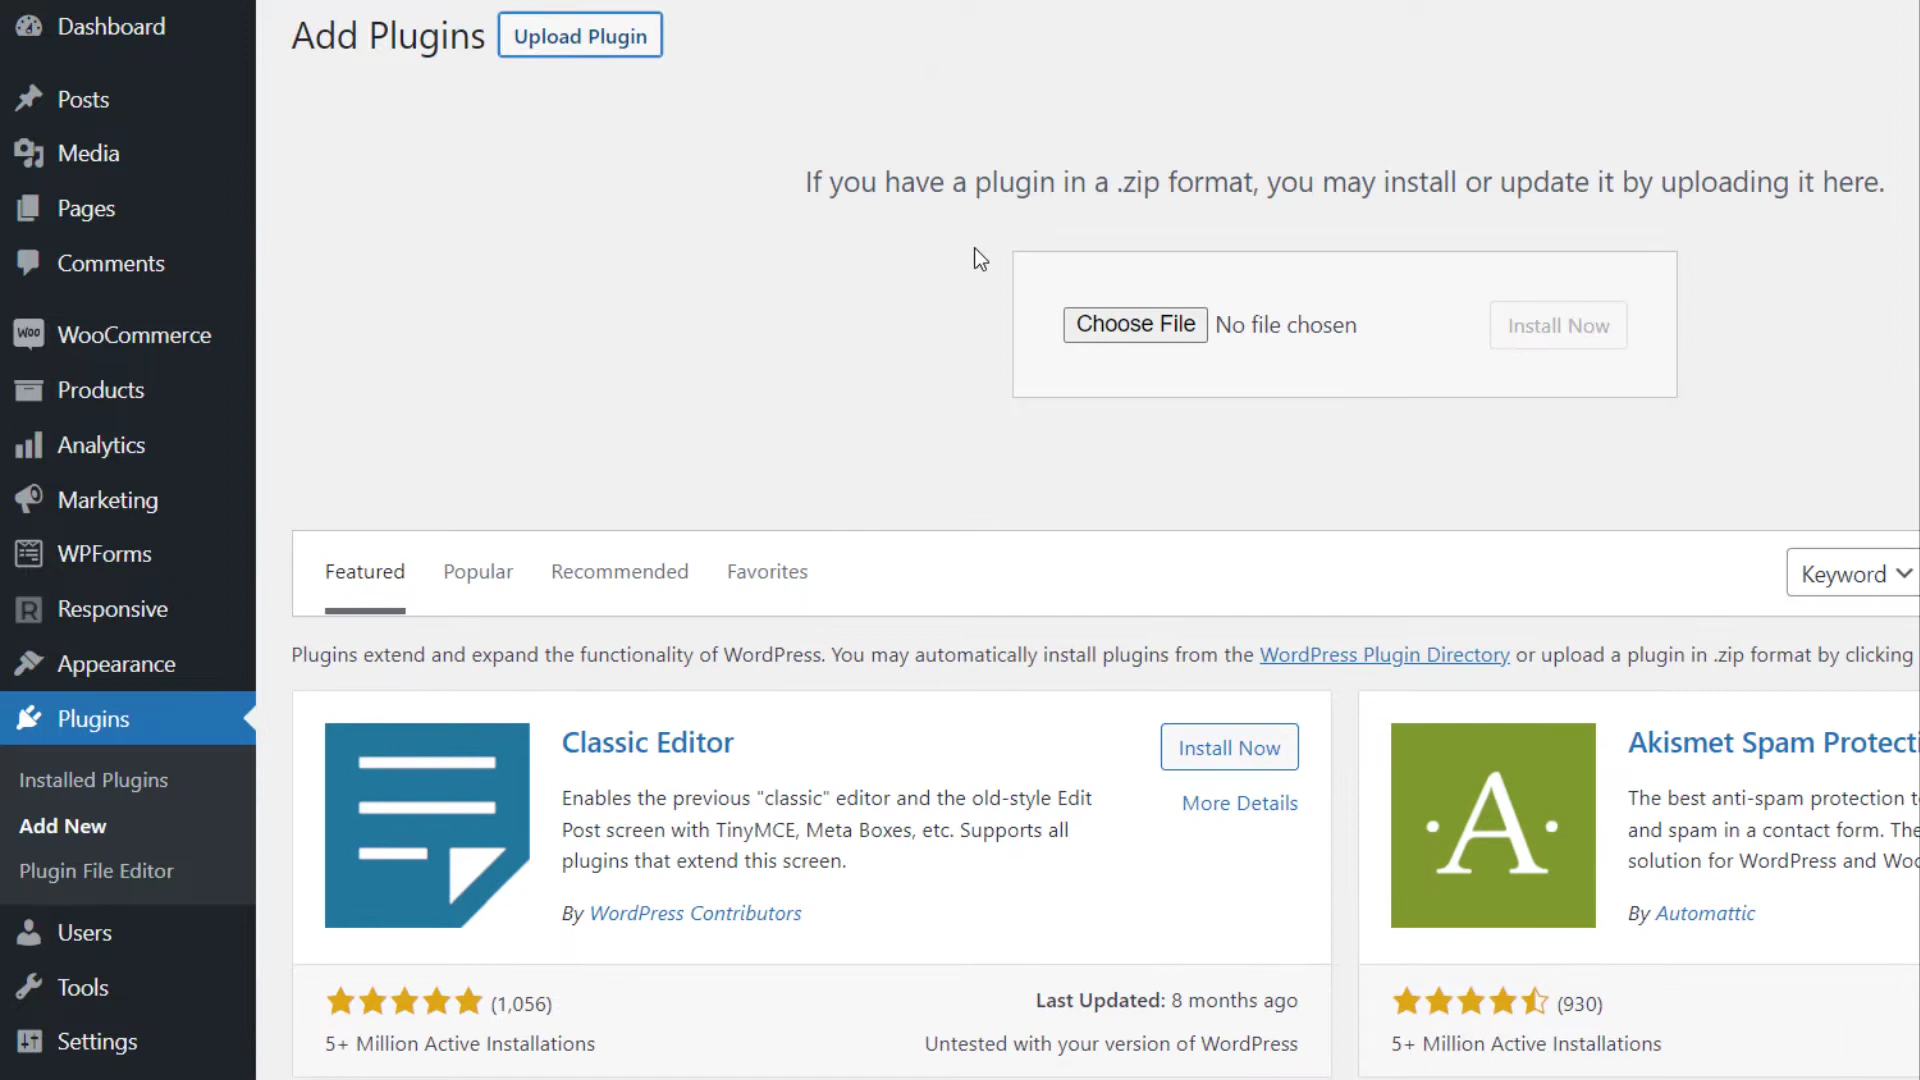 Dashboard
Posts
Media
Pages
Comments
Woo
WooCommerce
Products
Analytics
Marketing
WPForms
R
Responsive
Appearance
Plugins
Installed Plugins
Add New
Plugin File Editor
Users
Tools
Settings
Add Plugins
Upload Plugin
If you have a plugin in a .zip format, you may install or update it by uploading it here.
Choose File No file chosen
Install Now
Featured Popular Recommended Favorites
Keyword
Plugins extend and expand the functionality of WordPress. You may automatically install plugins from the WordPress Plugin Directory or upload a plugin in .zip format by clicking
Classic Editor
Install Now
More Details
Enables the previous "classic" editor and the old-style Edit
Post screen with TinyMCE, Meta Boxes, etc. Supports all
plugins that extend this screen.
By WordPress Contributors
(1,056)
Last Updated: 8 months ago
5+ Million Active Installations
Untested with your version of WordPress
A
Akismet Spam Protecti
The best anti-spam protection t
and spam in a contact form. The
solution for WordPress and Woo
By Automattic
(930)
5+ Million Active Installations